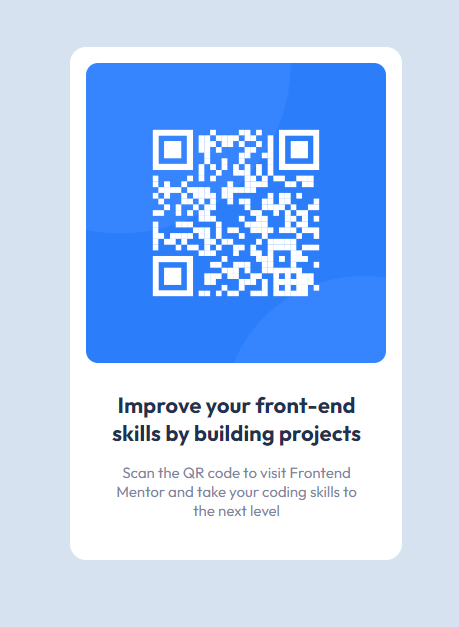 Improve your front-end
skills by building projects
Scan the QR code to visit Frontend
Mentor and take your coding skills to
the next level